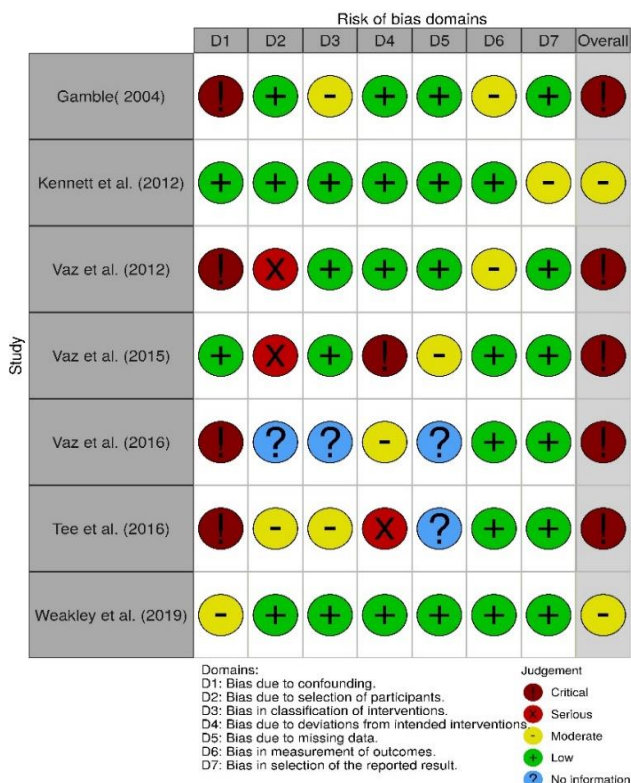 Risk of bias domains
D1 D2 D3 D4 D5 D6 D7 Overall
Study
Gamble( 2004) ! + - + + - + !
Kennett et al. (2012) + + + + + + - -
Vaz et al. (2012) ! X + + + - + !
Vaz et al. (2015) + X + ! - + + !
Vaz et al. (2016) ! ? ? - ? + + !
Tee et al. (2016) ! - - X ? + + !
Weakley et al. (2019) - + + + + + + -
Domains:
D1: Bias due to confounding.
D2: Bias due to selection of participants.
D3: Bias in classification of interventions.
D4: Bias due to deviations from intended interventions.
D5: Bias due to missing data.
D6: Bias in measurement of outcomes.
D7: Bias in selection of the reported result.
Judgement
! Critical
X Serious
- Moderate
+ Low
? No information